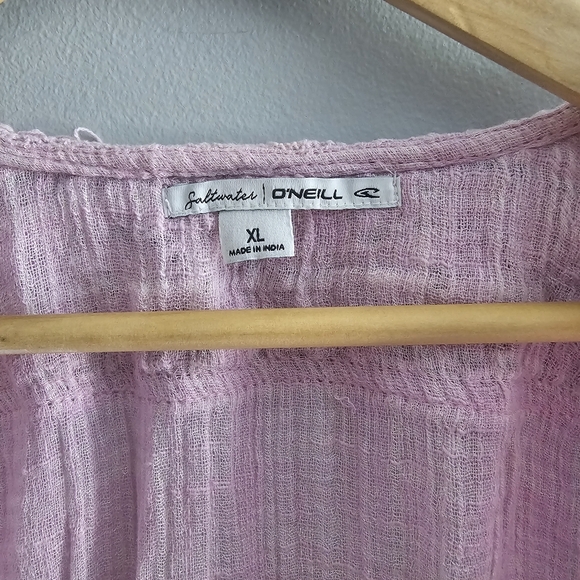 Saltwater | O'NEILL
XL
MADE IN INDIA